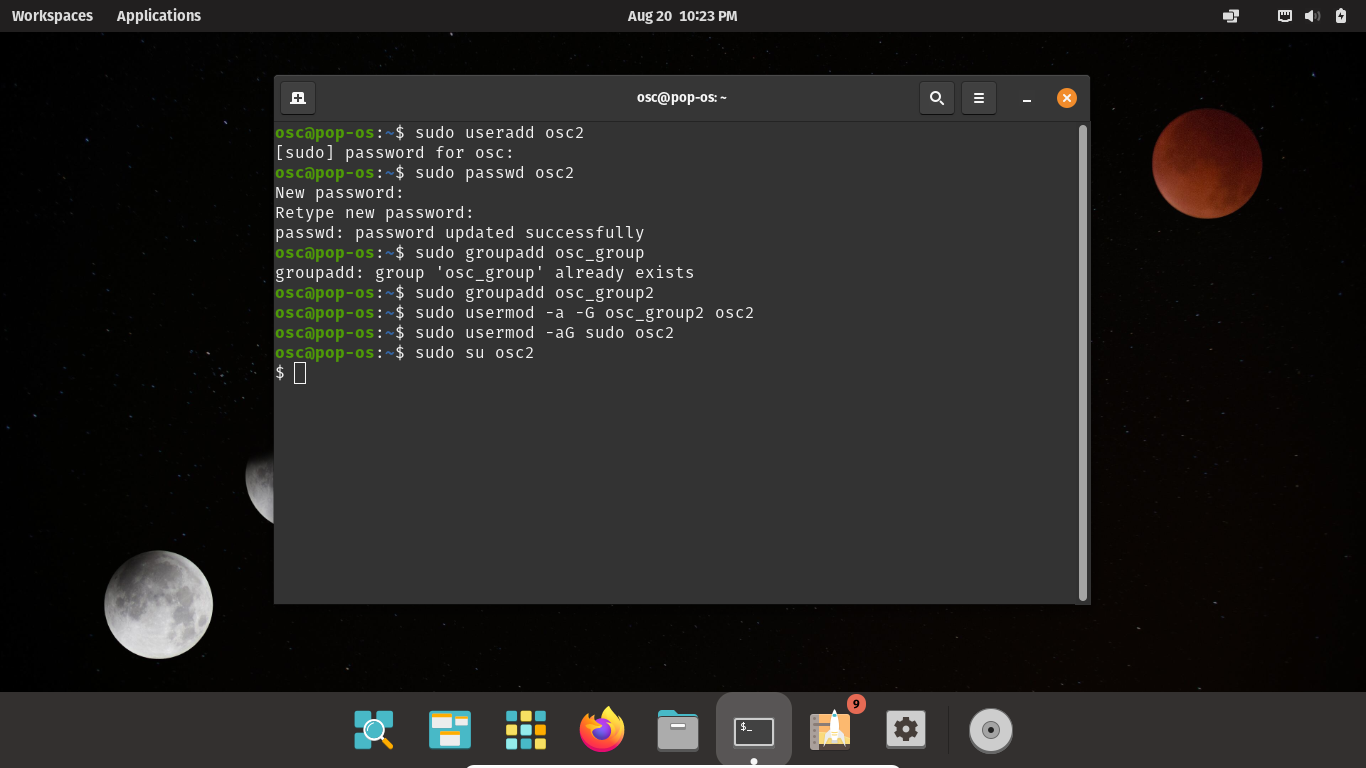 Workspaces Applications Aug 20 10:23 PM
osc@pop-os: ~
osc@pop-os:~$ sudo useradd osc2
[sudo] password for osc:
osc@pop-os:~$ sudo passwd osc2
New password:
Retype new password:
passwd: password updated successfully
osc@pop-os:~$ sudo groupadd osc_group
groupadd: group 'osc_group' already exists
osc@pop-os:~$ sudo groupadd osc_group2
osc@pop-os:~$ sudo usermod -a -G osc_group2 osc2
osc@pop-os:~$ sudo usermod -aG sudo osc2
osc@pop-os:~$ sudo su osc2
$
9
$_